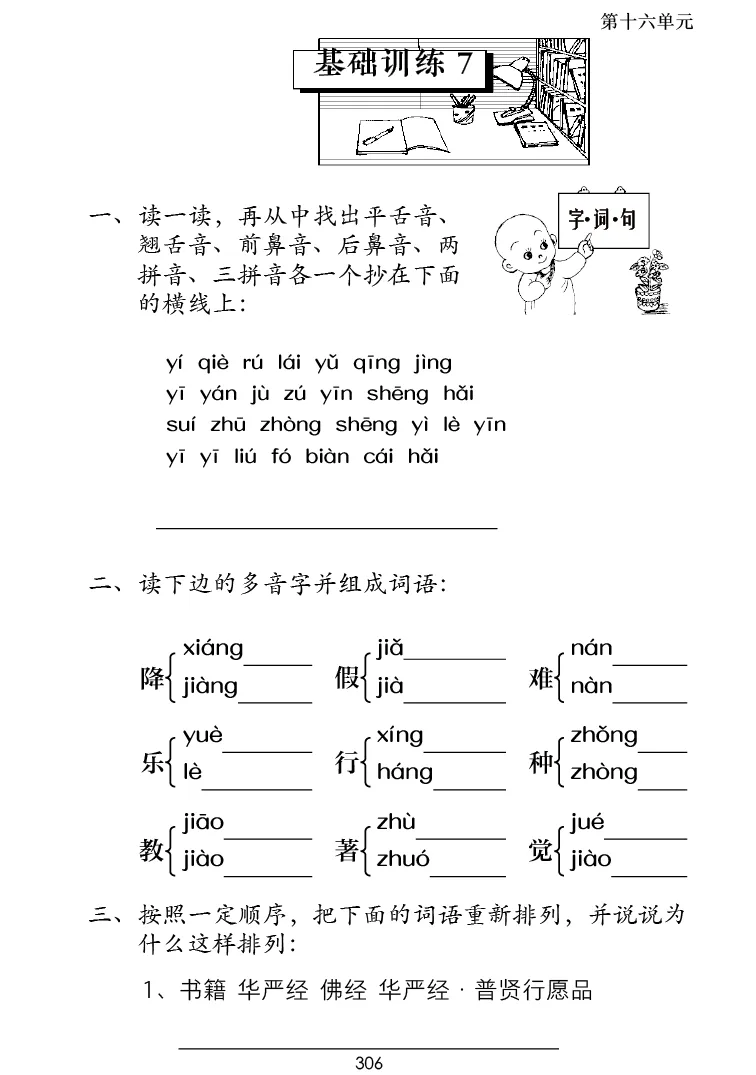 第十六单元
基础训练 7
一、读一读，再从中找出平舌音、
翘舌音、前鼻音、后鼻音、两
拼音、三拼音各一个抄在下面
的横线上：
字·词·句
yí qiè rú lái yǔ qīng jìng
yī yán jù zú yīn shēng hǎi
suí zhū zhòng shēng yì lè yīn
yī yī liú fó biàn cái hǎi
二、读下边的多音字并组成词语：
降 xiáng jiàng 假 jiǎ jià 难 nán nàn
乐 yuè lè 行 xíng háng 种 zhǒng zhòng
教 jiāo jiào 著 zhù zhuó 觉 jué jiào
三、按照一定顺序，把下面的词语重新排列，并说说为
什么这样排列：
1、书籍 华严经 佛经 华严经·普贤行愿品
306